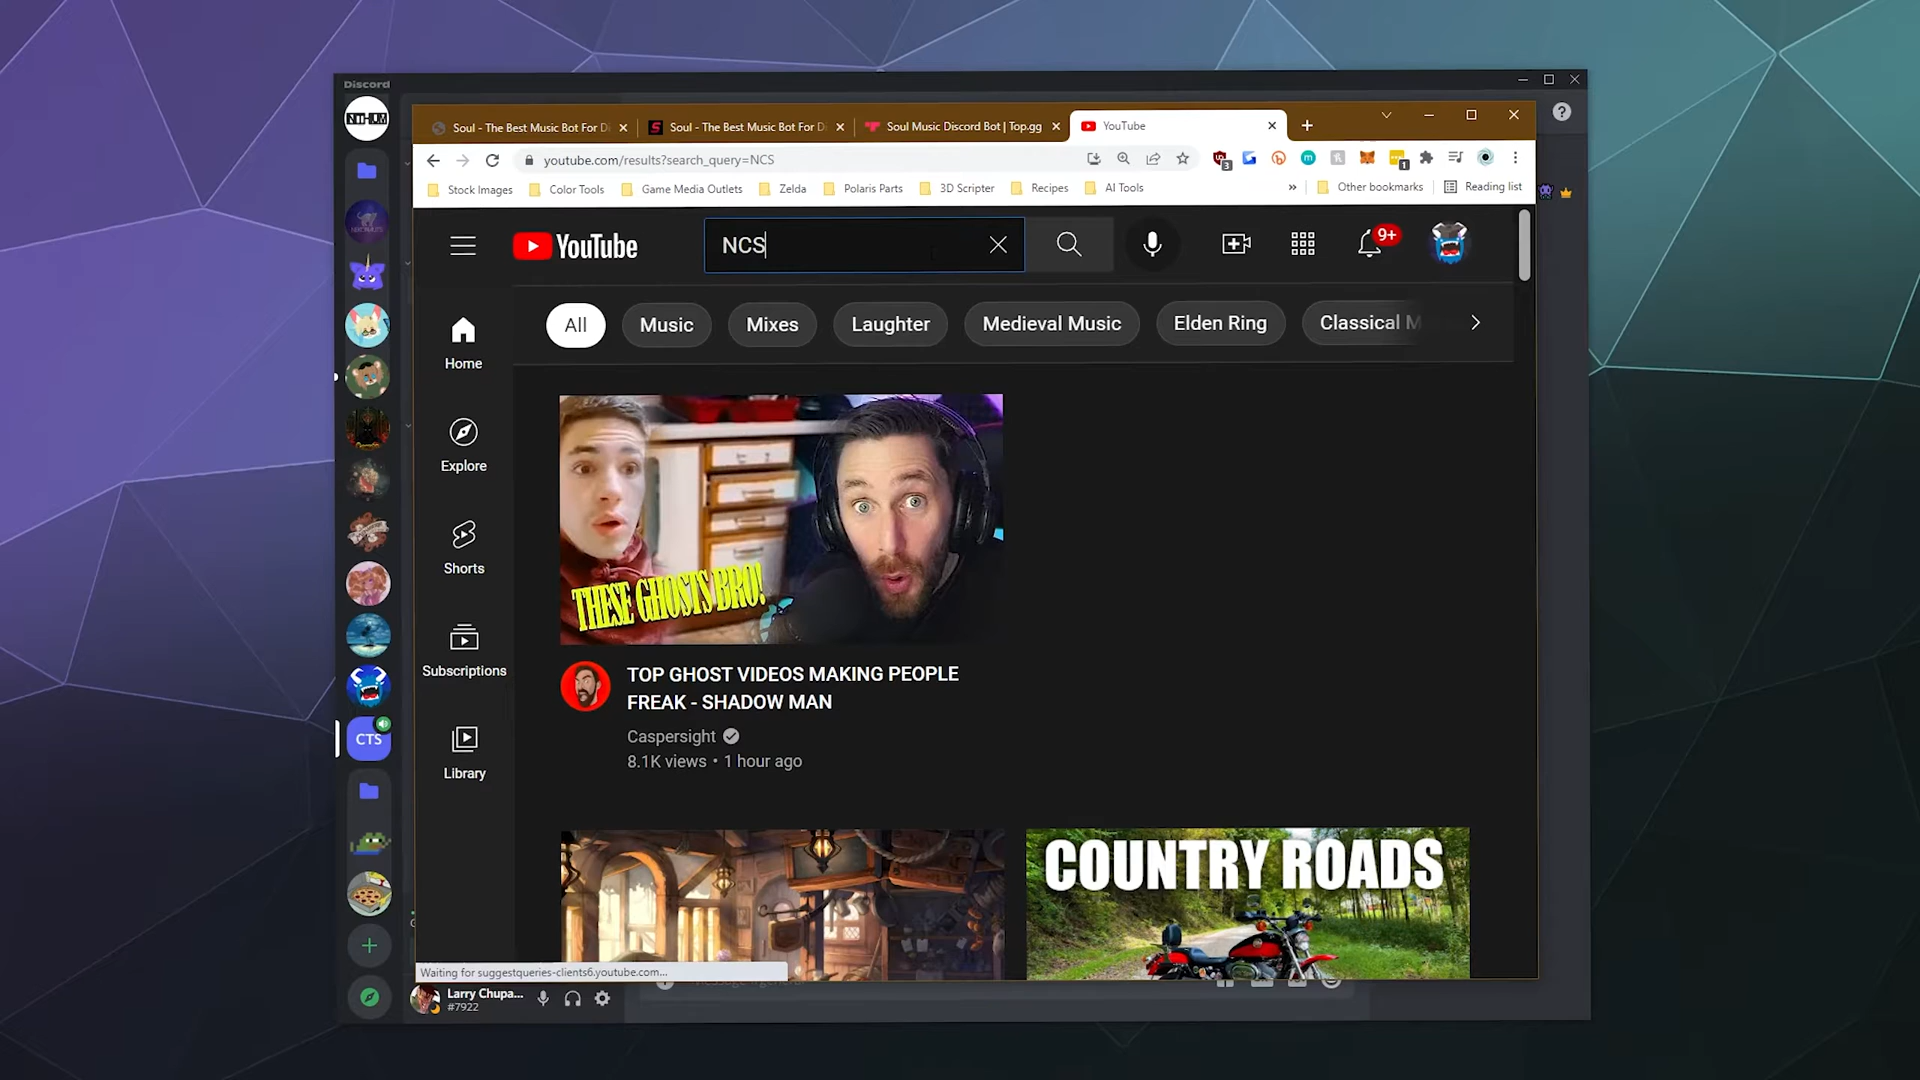 Discord
Soul - The Best Music Bot For Di
Soul - The Best Music Bot For Di
Soul Music Discord Bot | Top.gg
YouTube
youtube.com/results?search_query=NCS
3
1
Stock Images
Color Tools
Game Media Outlets
Zelda
Polaris Parts
3D Scripter
Recipes
AI Tools
»
Other bookmarks
Reading list
YouTube
NCS
9+
All
Music
Mixes
Laughter
Medieval Music
Elden Ring
Classical M
Home
Explore
Shorts
Subscriptions
Library
THESE GHOSTS BRO!
TOP GHOST VIDEOS MAKING PEOPLE
FREAK - SHADOW MAN
Caspersight
8.1K views • 1 hour ago
COUNTRY ROADS
CTS
Waiting for suggestqueries-clients6.youtube.com...
Larry Chupa...
#7922